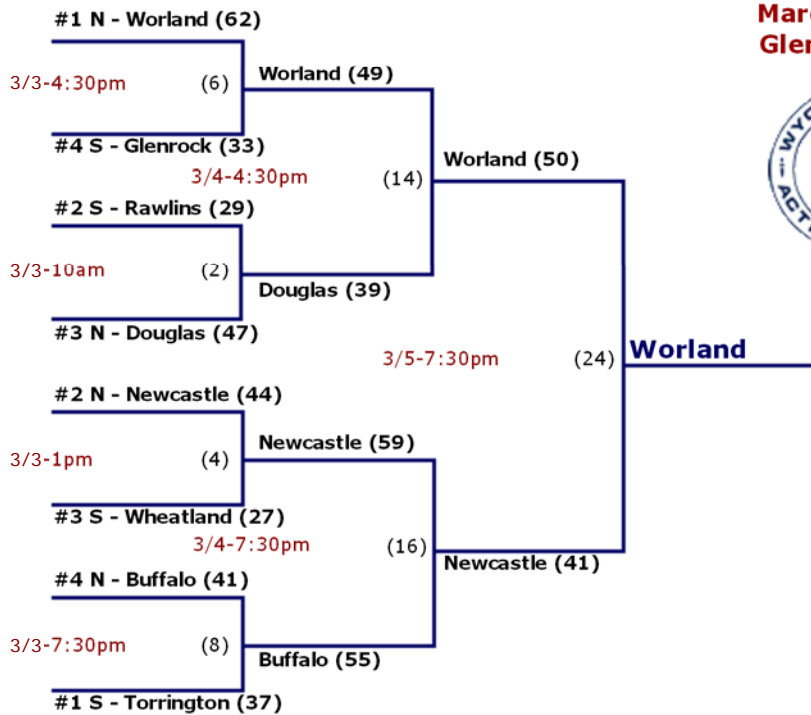 #1 N - Worland (62)
3/3-4:30pm
(6)
Worland (49)
#4 S - Glenrock (33)
3/4-4:30pm
(14)
Worland (50)
#2 S - Rawlins (29)
3/3-10am
(2)
Douglas (39)
#3 N - Douglas (47)
3/5-7:30pm
(24)
Worland
#2 N - Newcastle (44)
3/3-1pm
(4)
Newcastle (59)
#3 S - Wheatland (27)
3/4-7:30pm
(16)
Newcastle (41)
#4 N - Buffalo (41)
3/3-7:30pm
(8)
Buffalo (55)
#1 S - Torrington (37)